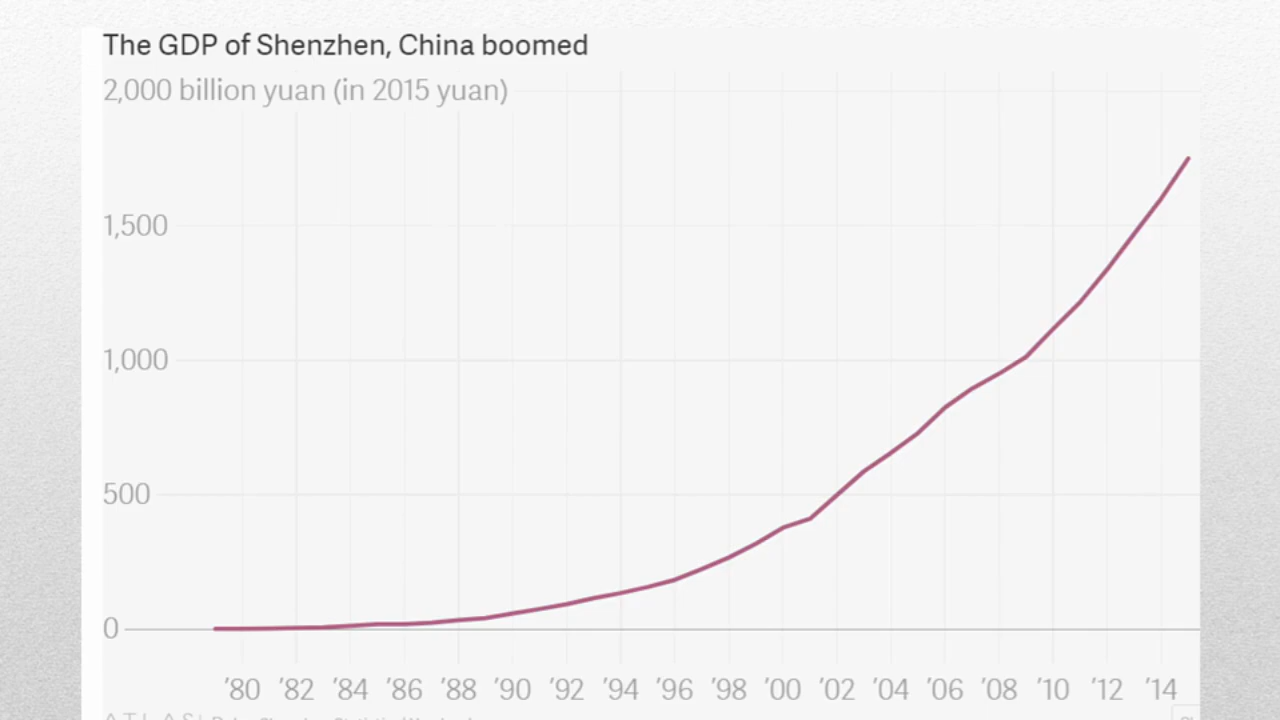 The GDP of Shenzhen, China boomed
2,000 billion yuan (in 2015 yuan)
1,500
1,000
500
0
'80 '82 '84 '86 '88 '90 '92 '94 '96 '98 '00 '02 '04 '06 '08 '10 '12 '14